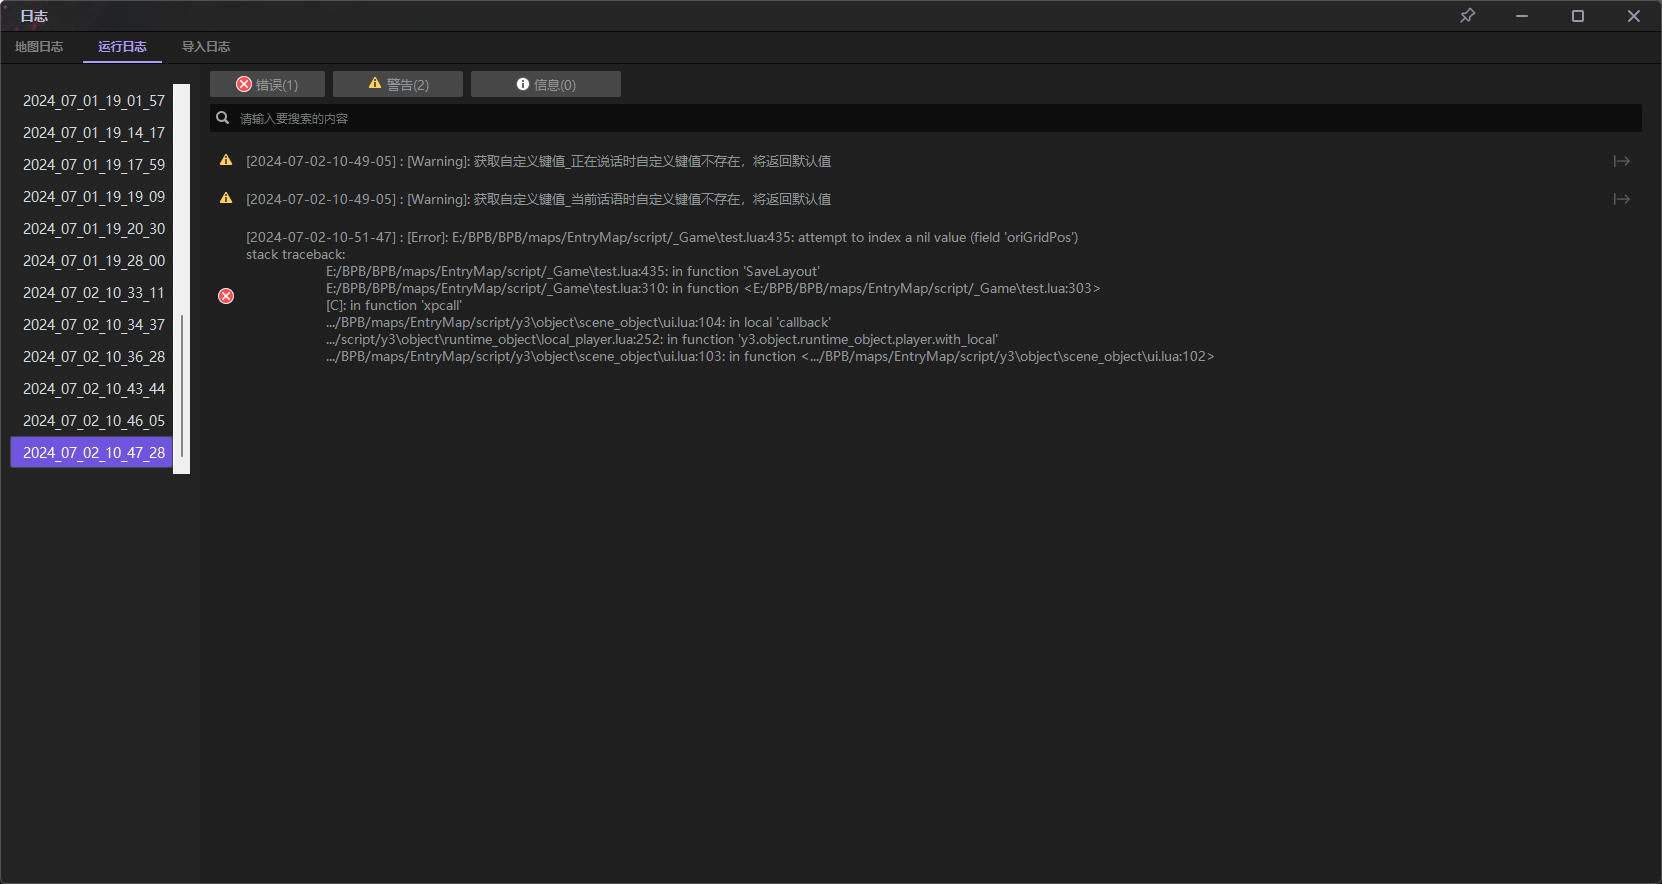 日志
地图日志 运行日志 导入日志
错误(1) 警告(2) 信息(0)
请输入要搜索的内容
2024_07_01_19_01_57
2024_07_01_19_14_17
2024_07_01_19_17_59
2024_07_01_19_19_09
2024_07_01_19_20_30
2024_07_01_19_28_00
2024_07_02_10_33_11
2024_07_02_10_34_37
2024_07_02_10_36_28
2024_07_02_10_43_44
2024_07_02_10_46_05
2024_07_02_10_47_28
[2024-07-02-10-49-05] : [Warning]: 获取自定义键值_正在说话时自定义键值不存在，将返回默认值
[2024-07-02-10-49-05] : [Warning]: 获取自定义键值_当前话语时自定义键值不存在，将返回默认值
[2024-07-02-10-51-47] : [Error]: E:/BPB/BPB/maps/EntryMap/script/_Game\test.lua:435: attempt to index a nil value (field 'oriGridPos')
stack traceback:
E:/BPB/BPB/maps/EntryMap/script/_Game\test.lua:435: in function 'SaveLayout'
E:/BPB/BPB/maps/EntryMap/script/_Game\test.lua:310: in function <E:/BPB/BPB/maps/EntryMap/script/_Game\test.lua:303>
[C]: in function 'xpcall'
.../BPB/maps/EntryMap/script/y3\object\scene_object\ui.lua:104: in local 'callback'
.../script/y3\object\runtime_object\local_player.lua:252: in function 'y3.object.runtime_object.player.with_local'
.../BPB/maps/EntryMap/script/y3\object\scene_object\ui.lua:103: in function <.../BPB/maps/EntryMap/script/y3\object\scene_object\ui.lua:102>